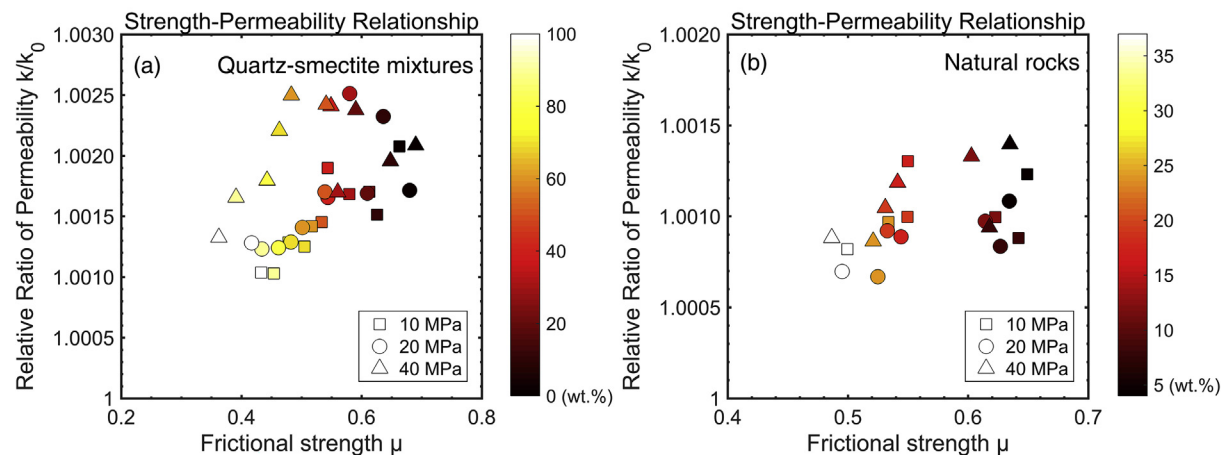 Strength-Permeability Relationship
(a) Quartz-smectite mixtures
Relative Ratio of Permeability k/k0
1.0030
1.0025
1.0020
1.0015
1.0010
1.0005
1
0.2 0.4 0.6 0.8
Frictional strength μ
10 MPa
20 MPa
40 MPa
100
80
60
40
20
0 (wt.%)
Strength-Permeability Relationship
(b) Natural rocks
Relative Ratio of Permeability k/k0
1.0020
1.0015
1.0010
1.0005
1
0.4 0.5 0.6 0.7
Frictional strength μ
10 MPa
20 MPa
40 MPa
35
30
25
20
15
10
5 (wt.%)